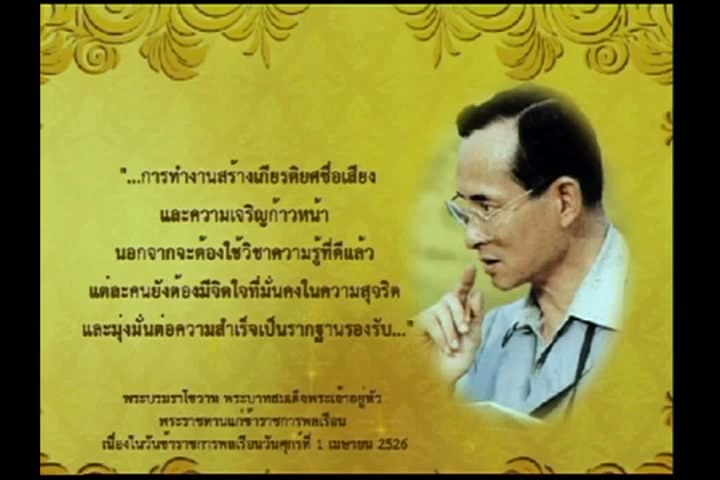 "...การทำงานสร้างเกียรติยศชื่อเสียง
และความเจริญก้าวหน้า
นอกจากจะต้องใช้วิชาความรู้ที่ดีแล้ว
แต่ละคนยังต้องมีจิตใจที่มั่นคงในความสุจริต
และมุ่งมั่นต่อความสำเร็จเป็นรากฐานรองรับ..."
พระบรมราโชวาท พระบาทสมเด็จพระเจ้าอยู่หัว
พระราชทานแก่ข้าราชการพลเรือน
เนื่องในวันข้าราชการพลเรือนวันศุกร์ที่ 1 เมษายน 2526